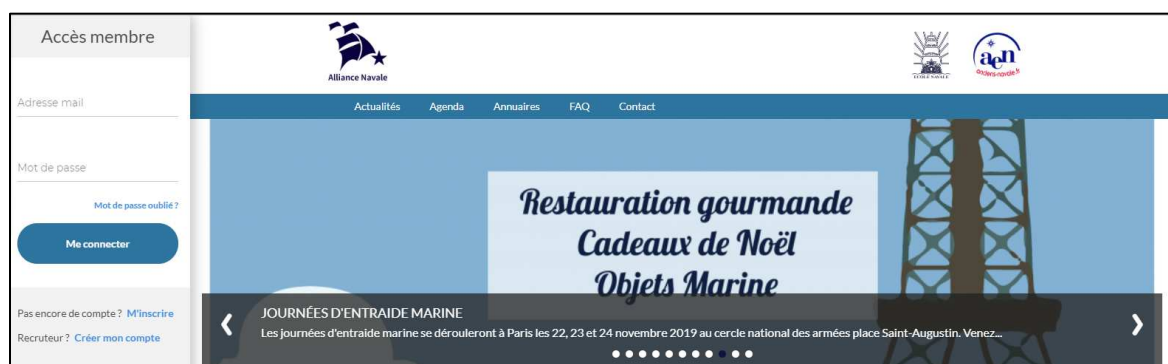 Accès membre
Adresse mail
Mot de passe
Mot de passe oublié ?
Me connecter
Pas encore de compte ? M'inscrire
Recruteur ? Créer mon compte
Alliance Navale
ECOLE NAVALE
aen
anciens-navale.fr
Actualités Agenda Annuaires FAQ Contact
Restauration gourmande
Cadeaux de Noël
Objets Marine
JOURNÉES D'ENTRAIDE MARINE
Les journées d'entraide marine se dérouleront à Paris les 22, 23 et 24 novembre 2019 au cercle national des armées place Saint-Augustin. Venez...